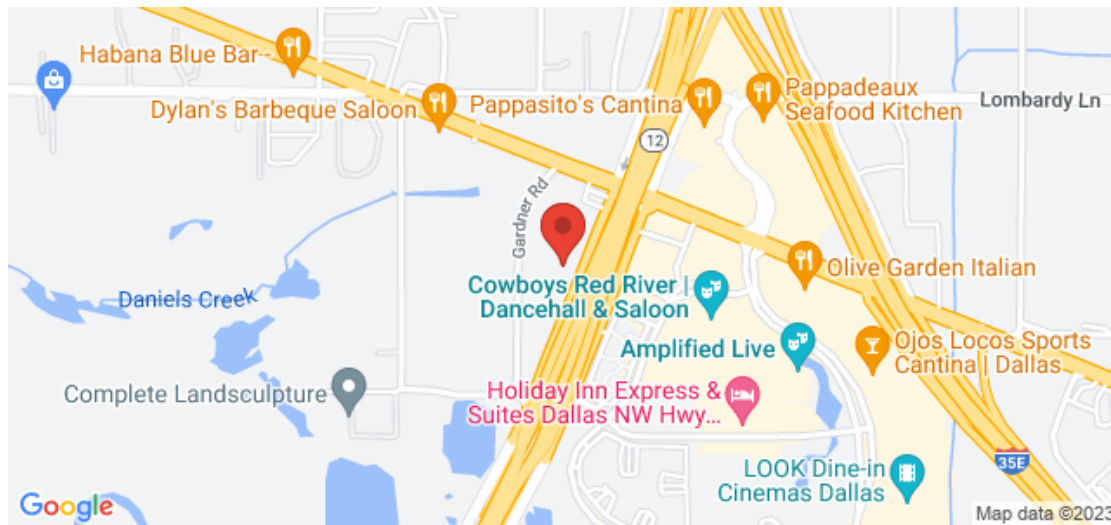 Habana Blue Bar--
Dylan's Barbeque Saloon
Pappasito's Cantina
Pappadeaux
Seafood Kitchen
Lombardy Ln
12
Gardner Rd
Daniels Creek
Cowboys Red River |
Dancehall & Saloon
Olive Garden Italian
Amplified Live
Ojos Locos Sports
Cantina | Dallas
Complete Landsculpture
Holiday Inn Express &
Suites Dallas NW Hwy...
LOOK Dine-in
Cinemas Dallas
35E
Google
Map data ©2023